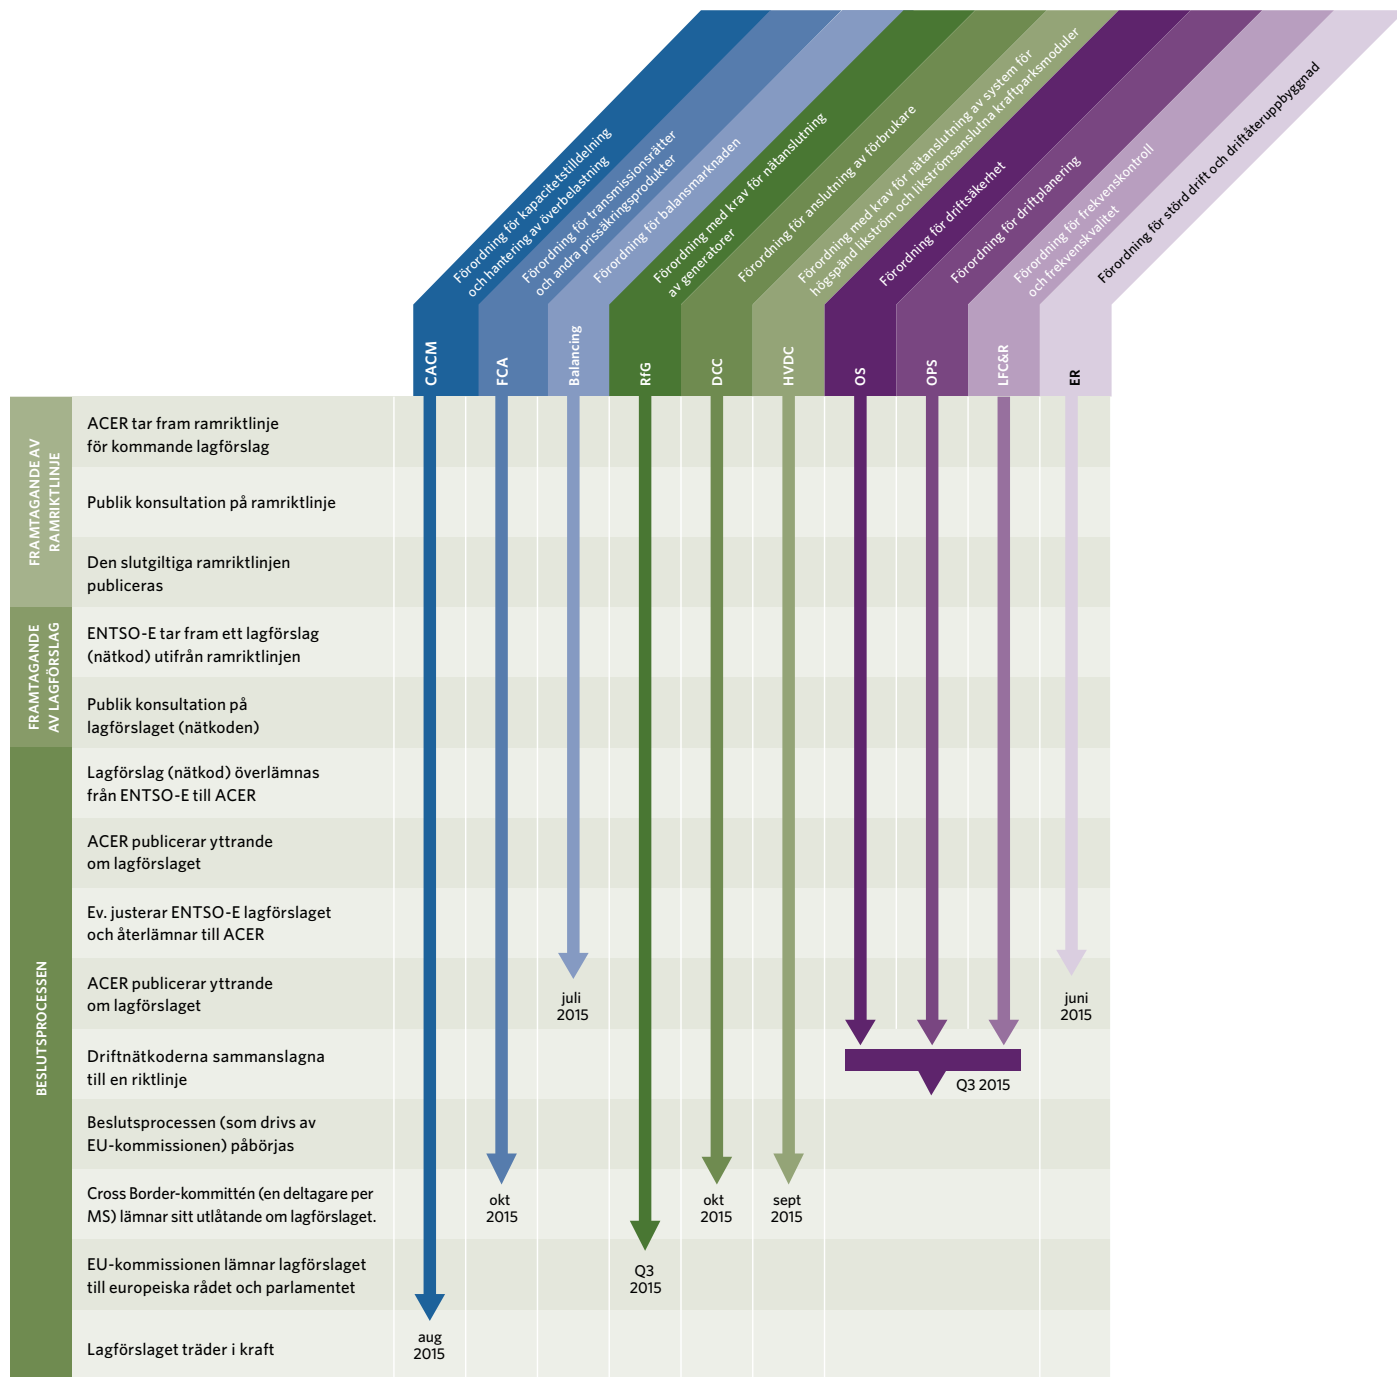 Förordning för kapacitetstilldelning
och hantering av överbelastning
Förordning för transmissionsrätter
och andra prissäkringsprodukter
Förordning för balansmarknaden
Förordning med krav för nätanslutning
av generatorer
Förordning för anslutning av förbrukare
Förordning med krav för nätanslutning av system för
högspänd likström och likströmsanslutna kraftparksmoduler
Förordning för driftsäkerhet
Förordning för driftplanering
Förordning för frekvenskontroll
och frekvenskvalitet
Förordning för störd drift och driftåteruppbyggnad
CACM
FCA
Balancing
RfG
DCC
HVDC
OS
OPS
LFC&R
ER
FRAMTAGANDE AV
RAMRIKTLINJE
ACER tar fram ramriktlinje
för kommande lagförslag
Publik konsultation på ramriktlinje
Den slutgiltiga ramriktlinjen
publiceras
FRAMTAGANDE
AV LAGFÖRSLAG
ENTSO-E tar fram ett lagförslag
(nätkod) utifrån ramriktlinjen
Publik konsultation på
lagförslaget (nätkoden)
BESLUTSPROCESSEN
Lagförslag (nätkod) överlämnas
från ENTSO-E till ACER
ACER publicerar yttrande
om lagförslaget
Ev. justerar ENTSO-E lagförslaget
och återlämnar till ACER
ACER publicerar yttrande
om lagförslaget
juli
2015
juni
2015
Driftnätkoderna sammanslagna
till en riktlinje
Q3 2015
Beslutsprocessen (som drivs av
EU-kommissionen) påbörjas
Cross Border-kommittén (en deltagare per
MS) lämnar sitt utlåtande om lagförslaget.
okt
2015
okt
2015
sept
2015
EU-kommissionen lämnar lagförslaget
till europeiska rådet och parlamentet
Q3
2015
Lagförslaget träder i kraft
aug
2015